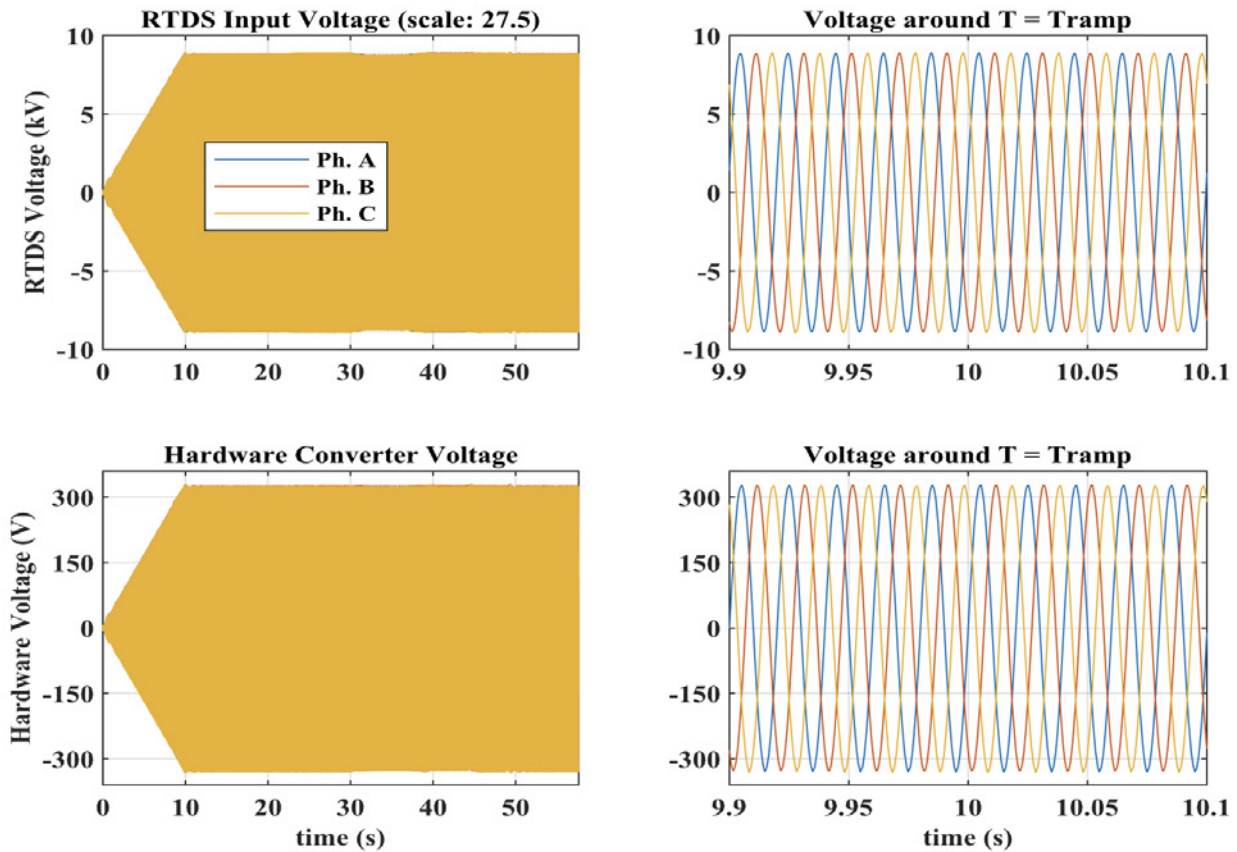 RTDS Input Voltage (scale: 27.5)
RTDS Voltage (kV)
10
5
0
-5
-10
Ph. A
Ph. B
Ph. C
0 10 20 30 40 50
Voltage around T = Tramp
10
5
0
-5
-10
9.9 9.95 10 10.05 10.1
Hardware Converter Voltage
Hardware Voltage (V)
300
150
0
-150
-300
0 10 20 30 40 50
time (s)
Voltage around T = Tramp
300
150
0
-150
-300
9.9 9.95 10 10.05 10.1
time (s)